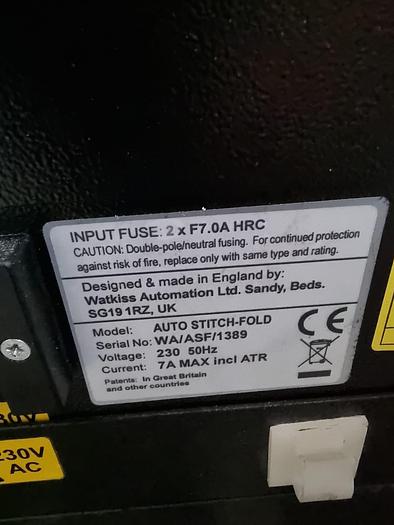 INPUT FUSE: 2 x F7.0A HRC
CAUTION: Double-pole/neutral fusing. For continued protection
against risk of fire, replace only with same type and rating.
Designed & made in England by:
Watkiss Automation Ltd. Sandy, Beds.
SG19 1RZ, UK
Model: AUTO STITCH-FOLD
Serial No: WA/ASF/1389
Voltage: 230 50Hz
Current: 7A MAX incl ATR
Patents: in Great Britain
and other countries
CE
230V
AC